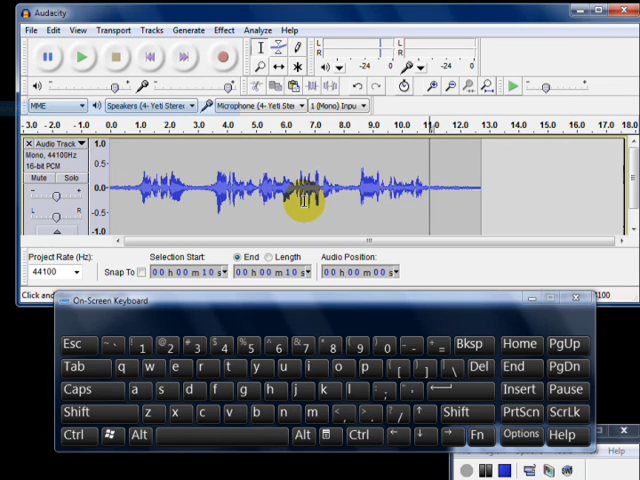 Audacity
File Edit View Transport Tracks Generate Effect Analyze Help
L R -24 0 L R -24 0
MME Speakers (4- Yeti Stereo Microphone (4- Yeti Ste 1 (Mono) Inpu
-3.0 -2.0 -1.0 0.0 1.0 2.0 3.0 4.0 5.0 6.0 7.0 8.0 9.0 10.0 11.0 12.0 13.0 14.0 15.0 16.0 17.0 18.0
Audio Track 1.0
Mono, 44100Hz
16-bit PCM 0.5
Mute Solo
- + 0.0
L R -0.5
-1.0
Project Rate (Hz): Selection Start: End Length Audio Position:
44100 Snap To 00 h 00 m 10 s 00 h 00 m 10 s 00 h 00 m 00 s
Click and 100
On-Screen Keyboard
Esc ~ ` ! 1 @ 2 # 3 $ 4 % 5 ^ 6 & 7 * 8 ( 9 ) 0 _ - + = Bksp Home PgUp
Tab q w e r t y u i o p { [ } ] | \ Del End PgDn
Caps a s d f g h j k l : ; " ' Insert Pause
Shift z x c v b n m < , > . ? / ↑ Shift PrtScn ScrLk
Ctrl Alt Alt Ctrl ← ↓ → Fn Options Help
Help